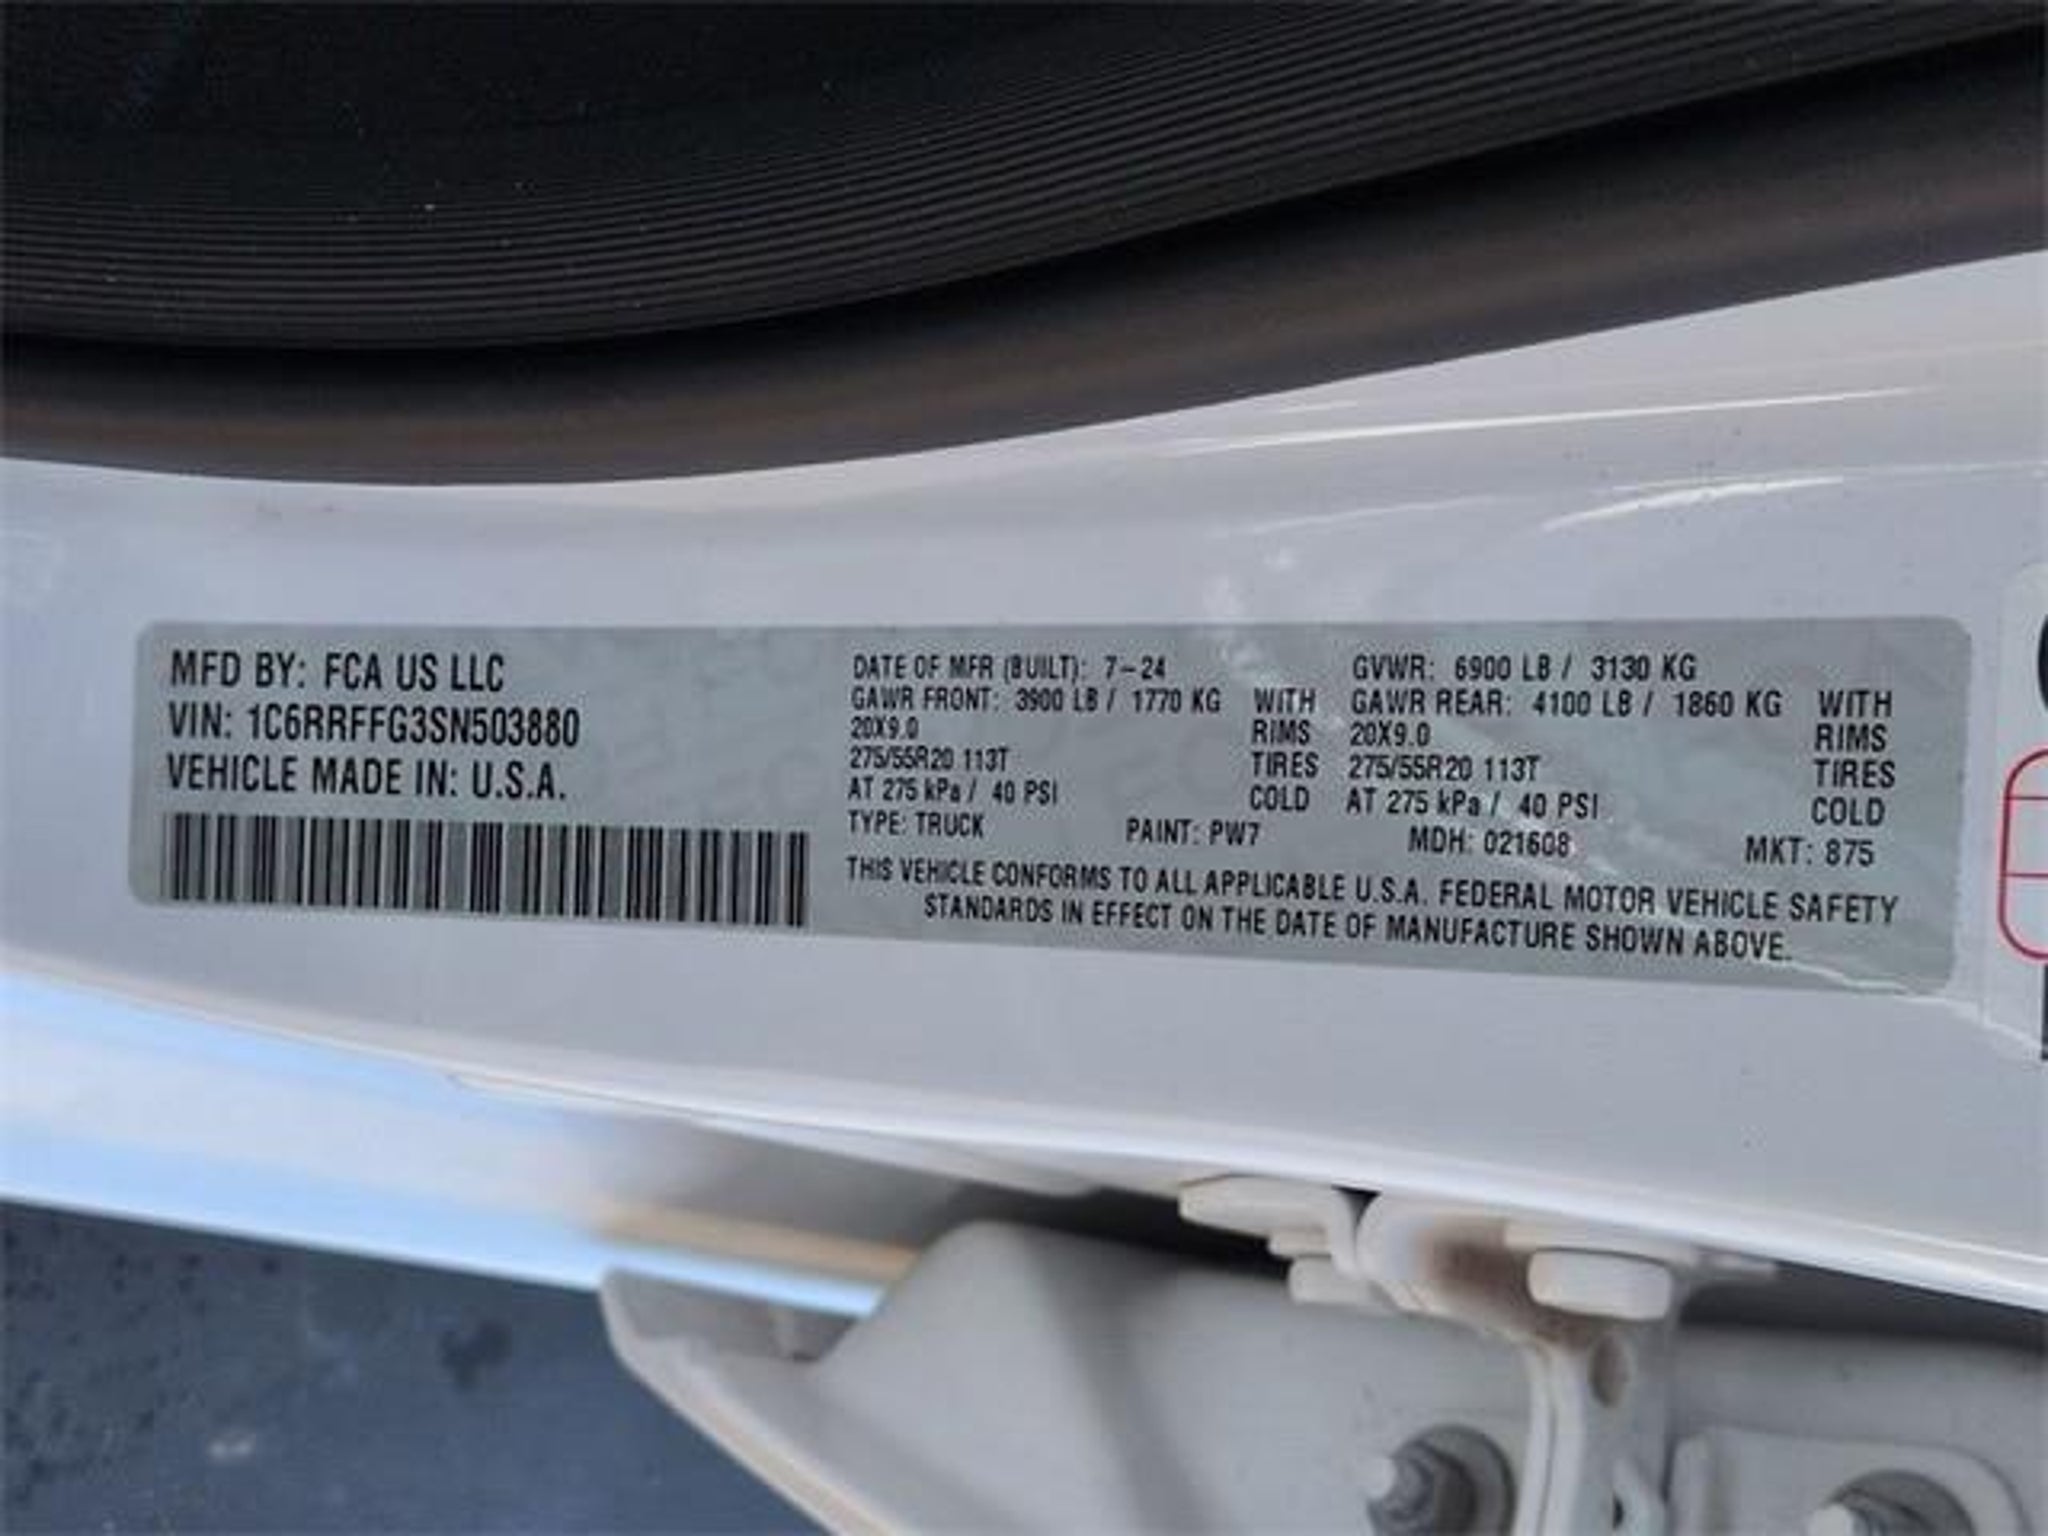 MFD BY: FCA US LLC
VIN: 1C6RRFFG3SN503880
VEHICLE MADE IN: U.S.A.
DATE OF MFR (BUILT): 7-24 GVWR: 6900 LB / 3130 KG
GAWR FRONT: 3900 LB / 1770 KG WITH GAWR REAR: 4100 LB / 1860 KG WITH
20X9.0 RIMS 20X9.0 RIMS
275/55R20 113T TIRES 275/55R20 113T TIRES
AT 275 kPa / 40 PSI COLD AT 275 kPa / 40 PSI COLD
TYPE: TRUCK PAINT: PW7 MDH: 021608 MKT: 875
THIS VEHICLE CONFORMS TO ALL APPLICABLE U.S.A. FEDERAL MOTOR VEHICLE SAFETY
STANDARDS IN EFFECT ON THE DATE OF MANUFACTURE SHOWN ABOVE.